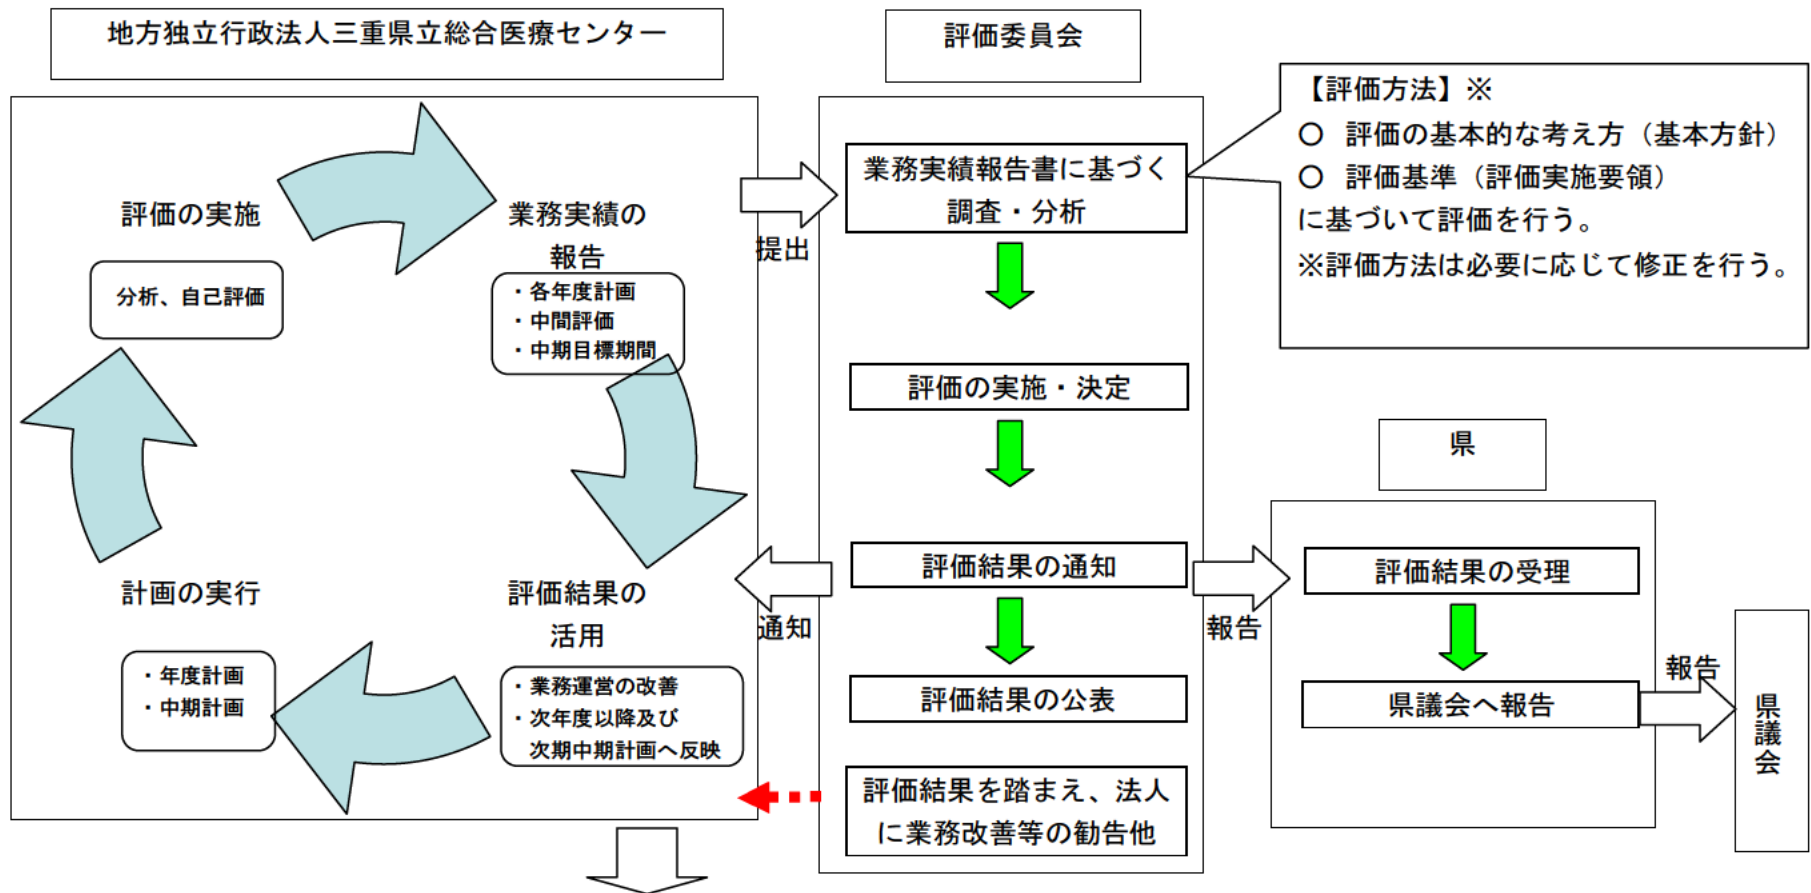 地方独立行政法人三重県立総合医療センター
評価の実施
分析、自己評価
業務実績の
報告
・各年度計画
・中間評価
・中期目標期間
計画の実行
・年度計画
・中期計画
評価結果の
活用
・業務運営の改善
・次年度以降及び
次期中期計画へ反映
提出
通知
評価委員会
業務実績報告書に基づく
調査・分析
評価の実施・決定
評価結果の通知
評価結果の公表
評価結果を踏まえ、法人
に業務改善等の勧告他
【評価方法】※
〇 評価の基本的な考え方(基本方針)
〇 評価基準(評価実施要領)
に基づいて評価を行う。
※評価方法は必要に応じて修正を行う。
報告
県
評価結果の受理
県議会へ報告
報告
県議会